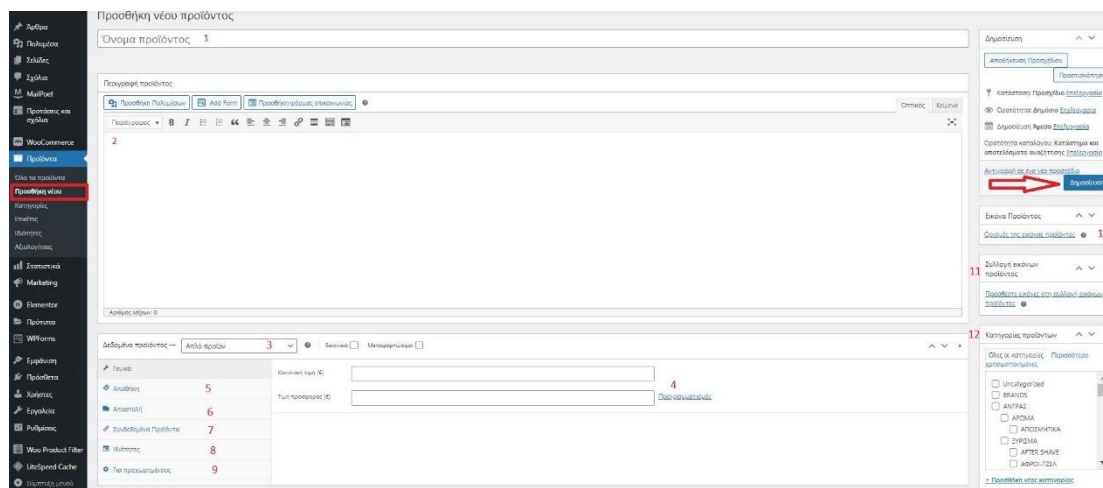 Προσθήκη νέου προϊόντος
Άρθρα
Πολυμέσα
Σελίδες
Σχόλια
MailPoet
Προτάσεις και
σχόλια
WooCommerce
Προϊόντα
Όλα τα προϊόντα
Προσθήκη νέου
Κατηγορίες
Ετικέτες
Ιδιότητες
Αξιολογήσεις
Στατιστικά
Marketing
Elementor
Πρότυπα
WPForms
Εμφάνιση
Πρόσθετα
Χρήστες
Εργαλεία
Ρυθμίσεις
Woo Product Filter
LiteSpeed Cache
Σύμπτυξη μενού
Όνομα προϊόντος 1
Περιγραφή προϊόντος
Προσθήκη Πολυμέσων Add Form Προσθήκη φόρμας επικοινωνίας
Οπτικός Κείμενο
Παράγραφος B I
2
Αριθμός λέξεων: 0
Δεδομένα προϊόντος — Απλό προϊόν 3 Εικονικό Μεταφορτώσιμο
Γενικά
Αποθήκη 5
Αποστολή 6
Συνδεδεμένα Προϊόντα 7
Ιδιότητες 8
Για προχωρημένους 9
Κανονική τιμή (€)
Τιμή προσφοράς (€)
4
Προγραμματισμός
Δημοσίευση
Αποθήκευση Προσχεδίου
Προεπισκόπηση
Κατάσταση: Προσχέδιο Επεξεργασία
Ορατότητα: Δημόσιο Επεξεργασία
Δημοσίευση Άμεσα Επεξεργασία
Ορατότητα καταλόγου: Κατάστημα και
αποτελέσματα αναζήτησης Επεξεργασία
Αντιγραφή σε ένα νέο προσχέδιο
Δημοσίευση
Εικόνα Προϊόντος
Ορισμός της εικόνας προϊόντος 1
11 Συλλογή εικόνων
προϊόντος
Προσθέστε εικόνες στη συλλογή εικόνων
προϊόντος
12 Κατηγορίες προϊόντων
Όλες οι κατηγορίες Περισσότερο
χρησιμοποιημένες
Uncategorized
BRANDS
ΑΝΤΡΑΣ
ΑΡΩΜΑ
ΑΠΟΣΜΗΤΙΚΑ
ΞΥΡΙΣΜΑ
AFTER SHAVE
ΑΦΡΟΙ-ΤΖΕΛ
+ Προσθήκη νέας κατηγορίας